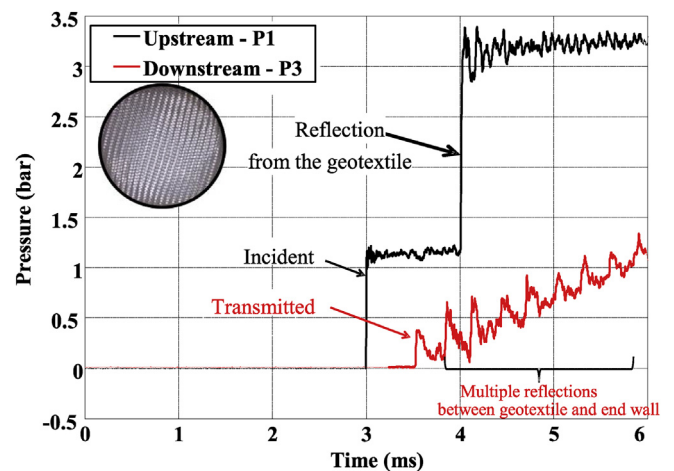 Pressure (bar)
3.5
3
2.5
2
1.5
1
0.5
0
-0.5
Upstream - P1
Downstream - P3
Reflection
from the geotextile
Incident
Transmitted
Multiple reflections
between geotextile and end wall
0 1 2 3 4 5 6
Time (ms)